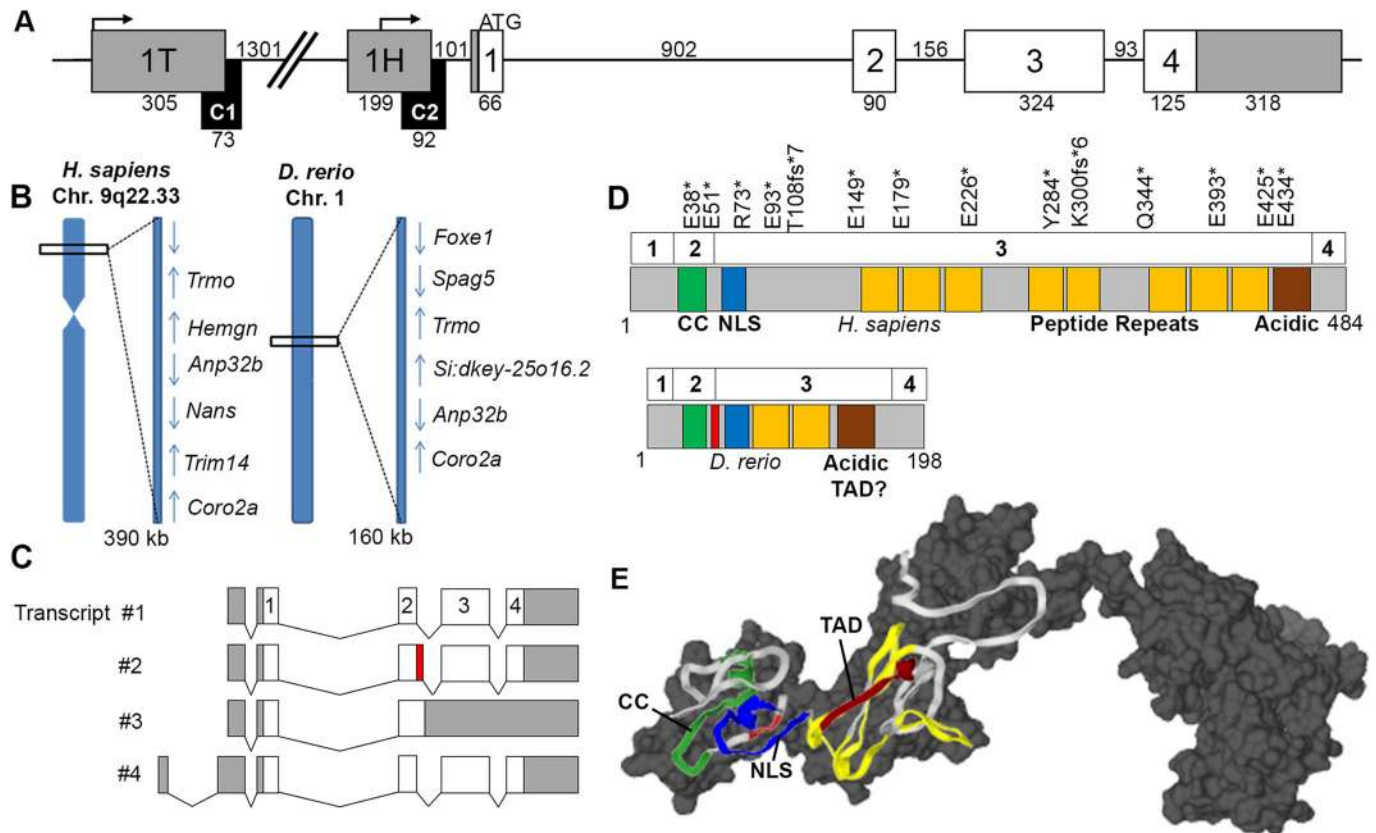 A
ATG
1301
101
902
156
93
1T
1H
1
2
3
4
305
C1
199
C2
66
90
324
125
318
73
92
B
H. sapiens
Chr. 9q22.33
D. rerio
Chr. 1
Trmo
Hemgn
Anp32b
Nans
Trim14
Coro2a
390 kb
Foxe1
Spag5
Trmo
Si:dkey-25o16.2
Anp32b
Coro2a
160 kb
C
Transcript #1
1
2
3
4
#2
#3
#4
D
E38*
E51*
R73*
E93*
T108fs*7
E149*
E179*
E226*
Y284*
K300fs*6
Q344*
E393*
E425*
E434*
1
2
3
4
1
CC
NLS
H. sapiens
Peptide Repeats
Acidic
484
1
2
3
4
1
D. rerio
Acidic
198
TAD?
E
TAD
CC
NLS